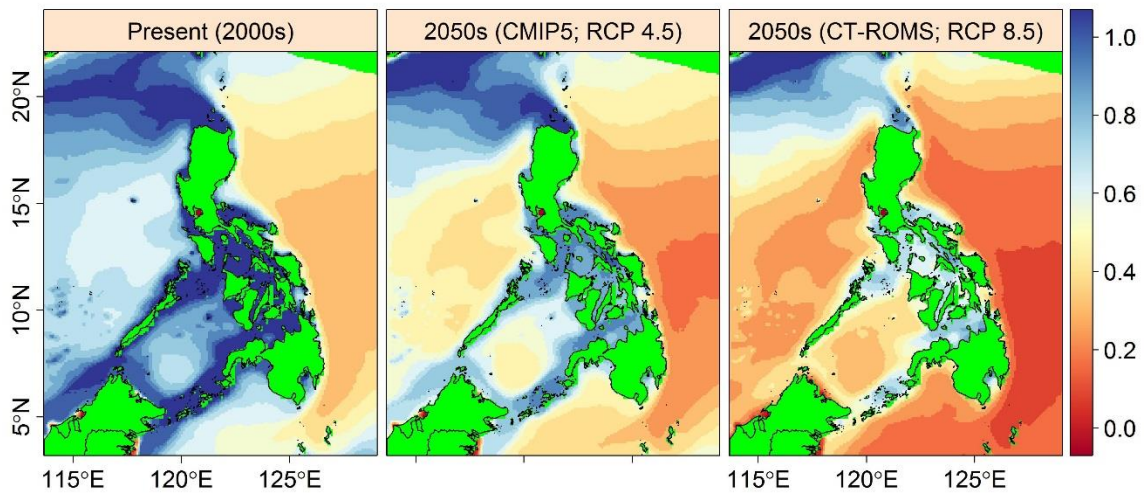 Present (2000s)
2050s (CMIP5; RCP 4.5)
2050s (CT-ROMS; RCP 8.5)
20°N
15°N
10°N
5°N
1.0
0.8
0.6
0.4
0.2
0.0
115°E 120°E 125°E
115°E 120°E 125°E